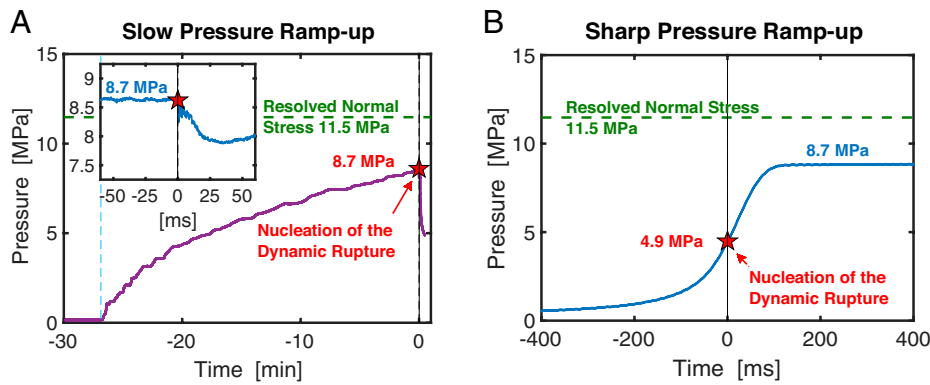 A
Slow Pressure Ramp-up
15
10
5
0
Pressure [MPa]
-30
-20
-10
0
Time [min]
9
8.5
8
7.5
-50
-25
0
25
50
[ms]
8.7 MPa
Resolved Normal
Stress 11.5 MPa
8.7 MPa
Nucleation of the
Dynamic Rupture
B
Sharp Pressure Ramp-up
15
10
5
0
Pressure [MPa]
-400
-200
0
200
400
Time [ms]
Resolved Normal Stress
11.5 MPa
8.7 MPa
4.9 MPa
Nucleation of the
Dynamic Rupture